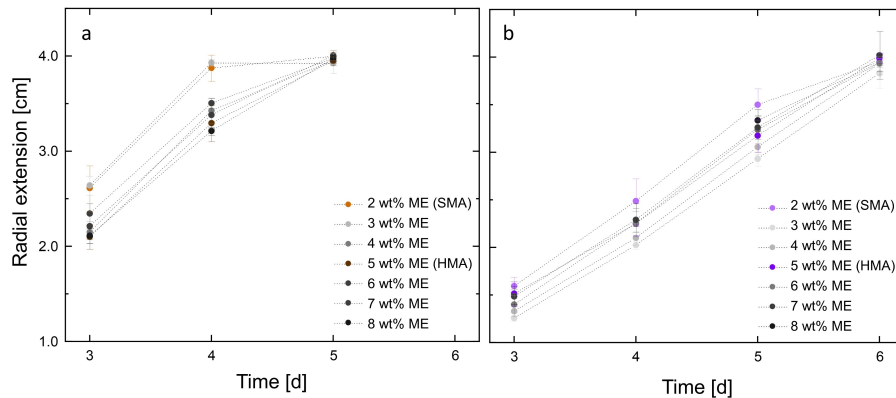 a
b
4.0
3.0
2.0
1.0
Radial extension [cm]
2 wt% ME (SMA)
3 wt% ME
4 wt% ME
5 wt% ME (HMA)
6 wt% ME
7 wt% ME
8 wt% ME
2 wt% ME (SMA)
3 wt% ME
4 wt% ME
5 wt% ME (HMA)
6 wt% ME
7 wt% ME
8 wt% ME
3 4 5 6
3 4 5 6
Time [d]
Time [d]